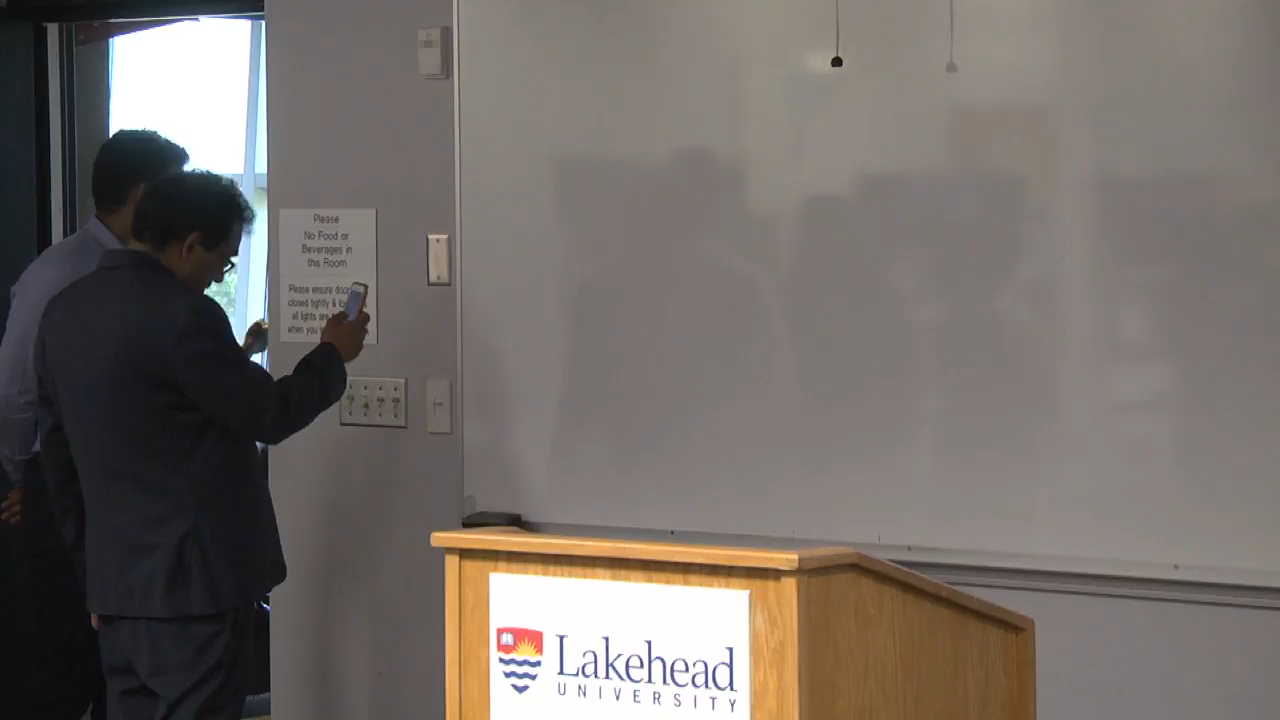 Please
No Food or
Beverages in
this Room
Please ensure
closed tightly &
all lights are
when you
Lakehead
UNIVERSITY